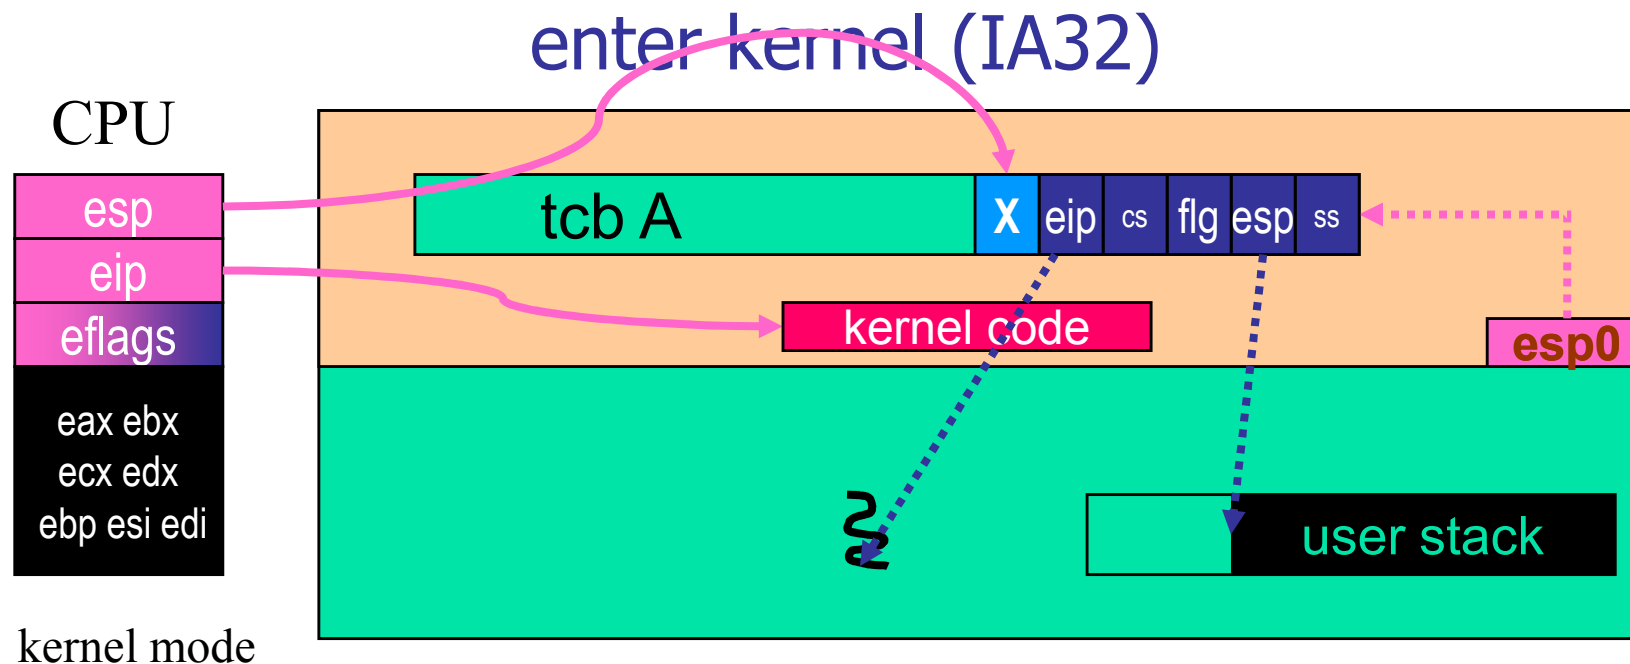 enter kernel (IA32)
CPU
esp
eip
eflags
eax ebx
ecx edx
ebp esi edi
kernel mode
tcb A
X
eip
cs
flg
esp
ss
kernel code
esp0
user stack